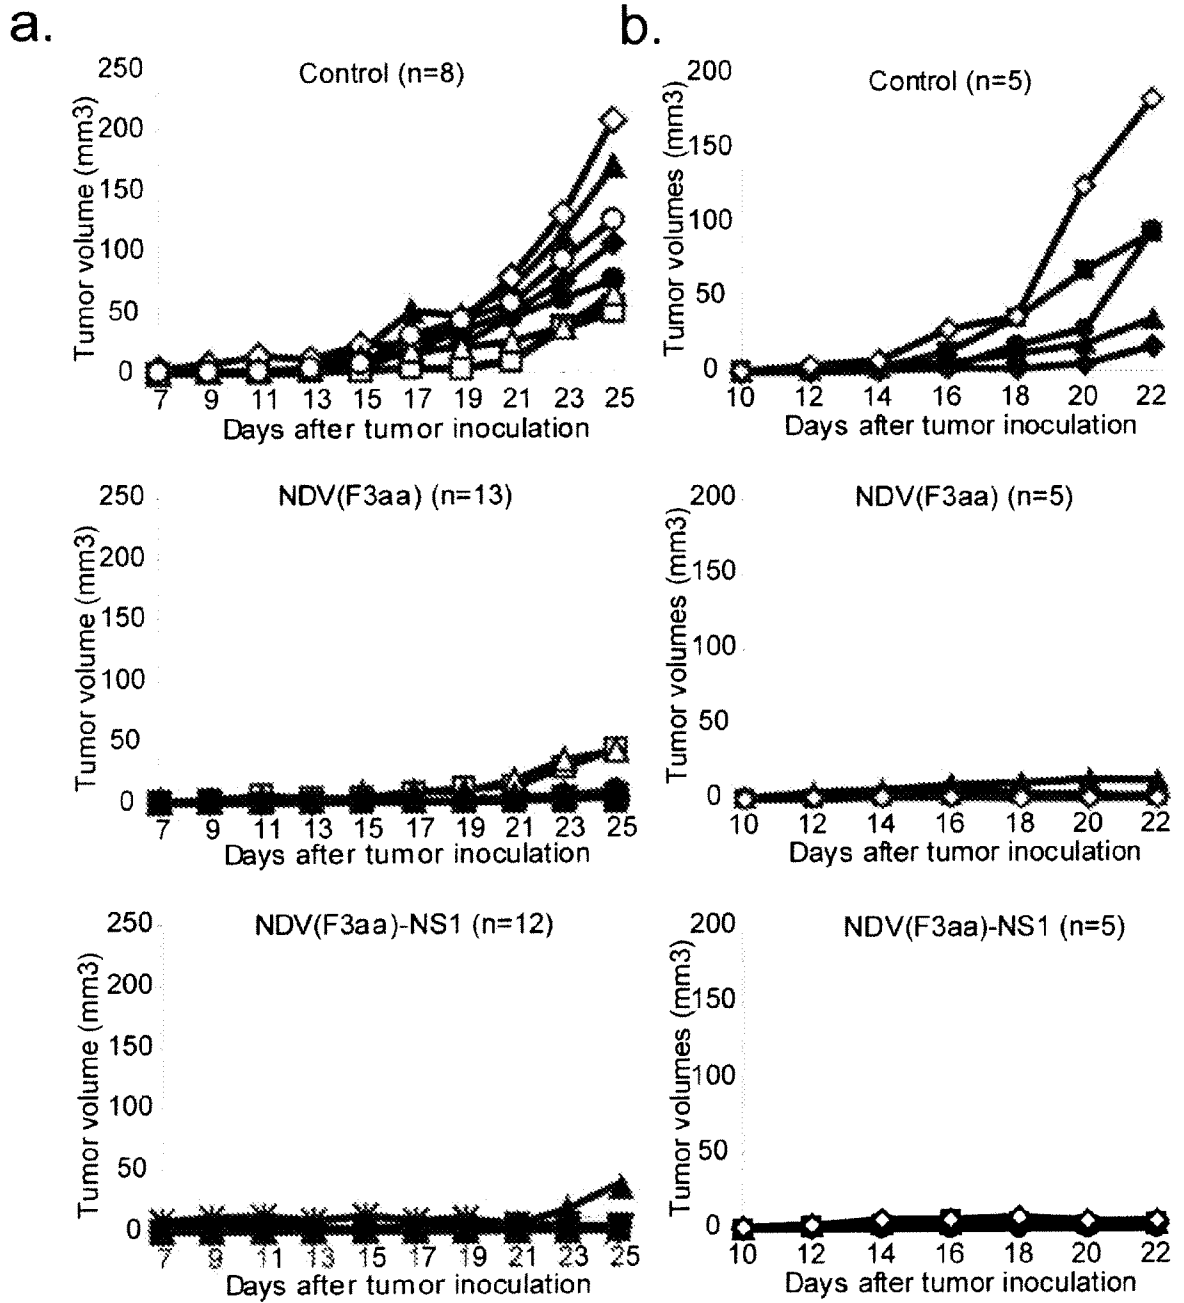 a.
Control (n=8)
Tumor volume (mm3)
250
200
150
100
50
0
7 9 11 13 15 17 19 21 23 25
Days after tumor inoculation
NDV(F3aa) (n=13)
Tumor volume (mm3)
250
200
150
100
50
0
7 9 11 13 15 17 19 21 23 25
Days after tumor inoculation
NDV(F3aa)-NS1 (n=12)
Tumor volume (mm3)
250
200
150
100
50
0
7 9 11 13 15 17 19 21 23 25
Days after tumor inoculation
b.
Control (n=5)
Tumor volumes (mm3)
200
150
100
50
0
10 12 14 16 18 20 22
Days after tumor inoculation
NDV(F3aa) (n=5)
Tumor volumes (mm3)
200
150
100
50
0
10 12 14 16 18 20 22
Days after tumor inoculation
NDV(F3aa)-NS1 (n=5)
Tumor volumes (mm3)
200
150
100
50
0
10 12 14 16 18 20 22
Days after tumor inoculation